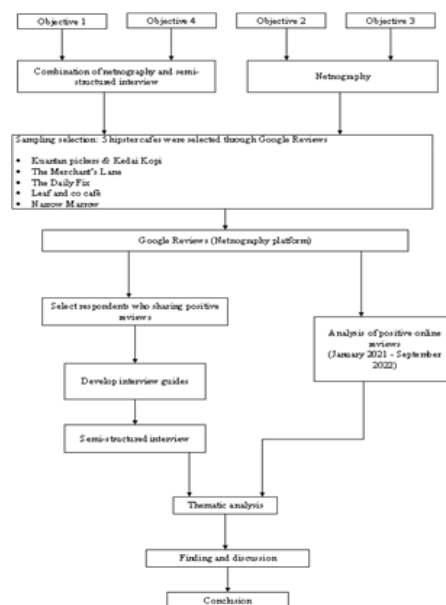 Objective 1
Objective 4
Objective 2
Objective 3
Combination of netnography and semi-
structured interview
Netnography
Sampling selection: 5 hipster cafes were selected through Google Reviews
• Kuantan pickers & Kedai Kopi
• The Merchant's Lane
• The Daily Fix
• Leaf and co café
• Narrow Marrow
Google Reviews (Netnography platform)
Select respondents who sharing positive
reviews
Analysis of positive online
reviews
(January 2021 - September
2022)
Develop interview guides
Semi-structured interview
Thematic analysis
Finding and discussion
Conclusion